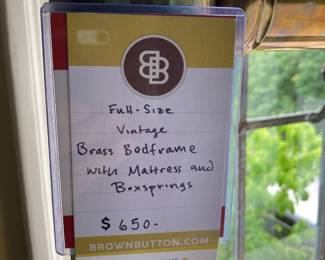 Full-Size
Vintage
Brass Bedframe
with Mattress and
Boxsprings
$650-
BROWNBUTTON.COM